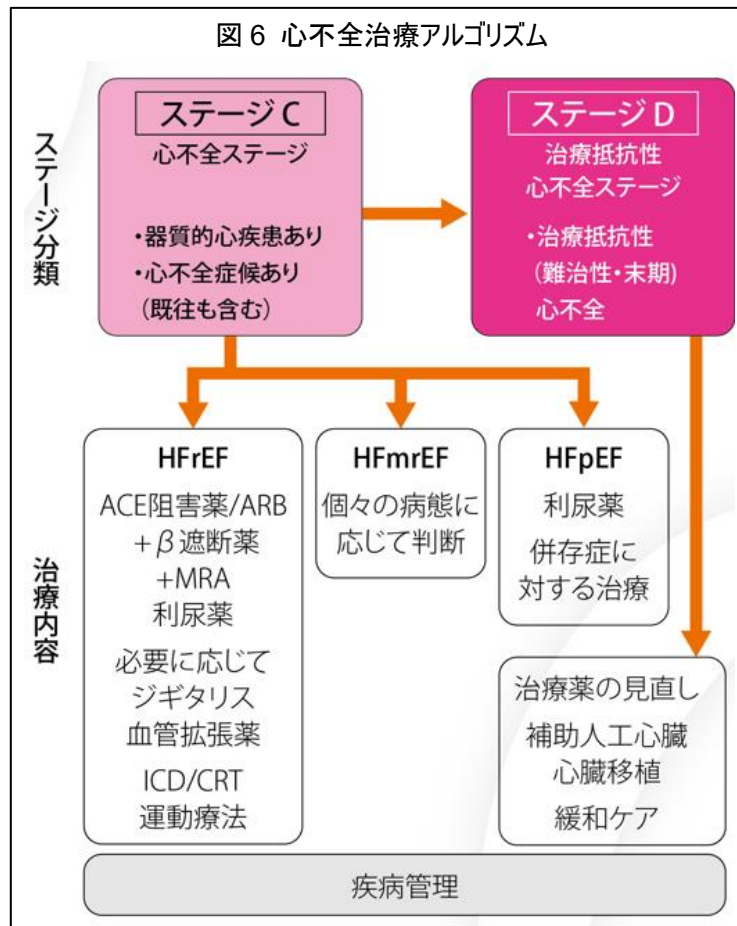 図 6 心不全治療アルゴリズム
ステージ分類
ステージ C
心不全ステージ
・器質的心疾患あり
・心不全症候あり
(既往も含む)
ステージ D
治療抵抗性
心不全ステージ
・治療抵抗性
(難治性・末期)
心不全
治療内容
HFrEF
ACE阻害薬/ARB
+β遮断薬
+MRA
利尿薬
必要に応じて
ジギタリス
血管拡張薬
ICD/CRT
運動療法
HFmrEF
個々の病態に
応じて判断
HFpEF
利尿薬
併存症に
対する治療
治療薬の見直し
補助人工心臓
心臓移植
緩和ケア
疾病管理